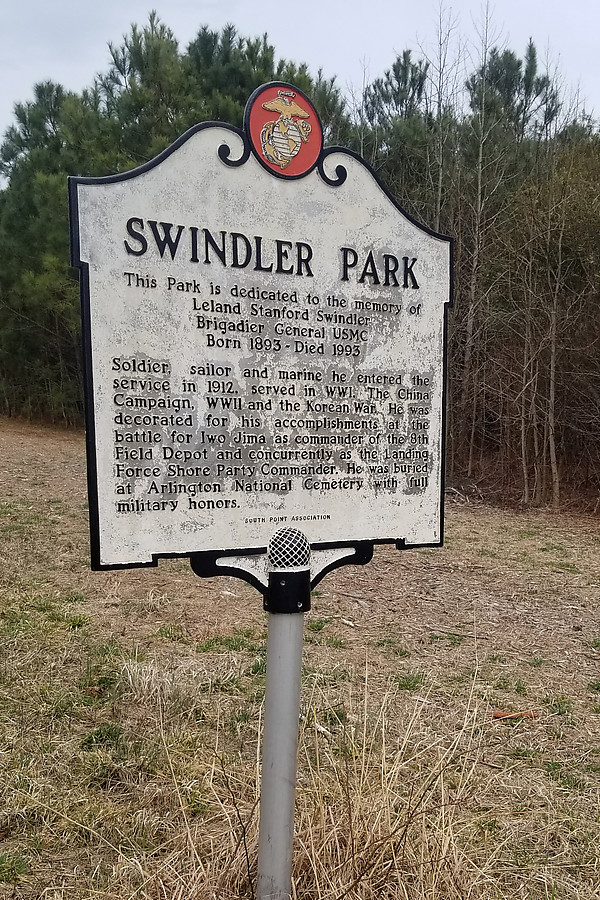 SWINDLER PARK
This Park is dedicated to the memory of
Leland Stanford Swindler
Brigadier General USMC
Born 1893 - Died 1993
Soldier, sailor and marine he entered the
service in 1912, served in WWI, The China
Campaign, WWII and the Korean War. He was
decorated for his accomplishments at the
battle for Iwo Jima as commander of the 8th
Field Depot and concurrently as the Landing
Force Shore Party Commander. He was buried
at Arlington National Cemetery with full
military honors.
SOUTH POINT ASSOCIATION